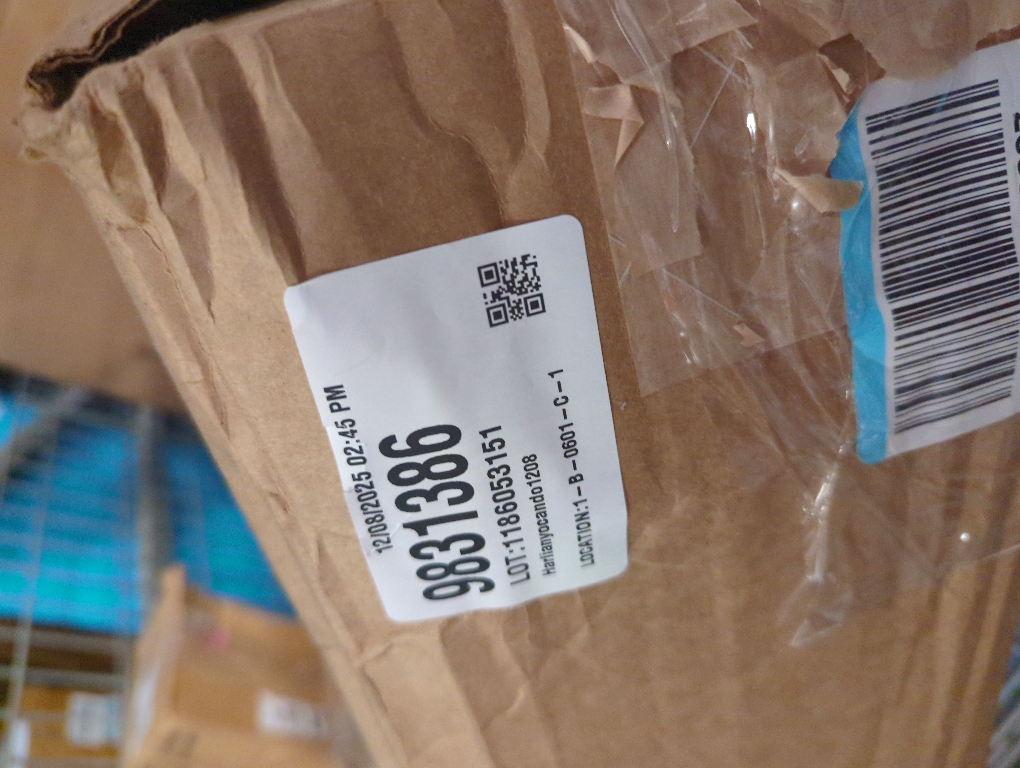 12/08/2025 02:45 PM
9831386
LOT:1186053151
Harlianyocando1208
LOCATION:1-B-0601-C-1